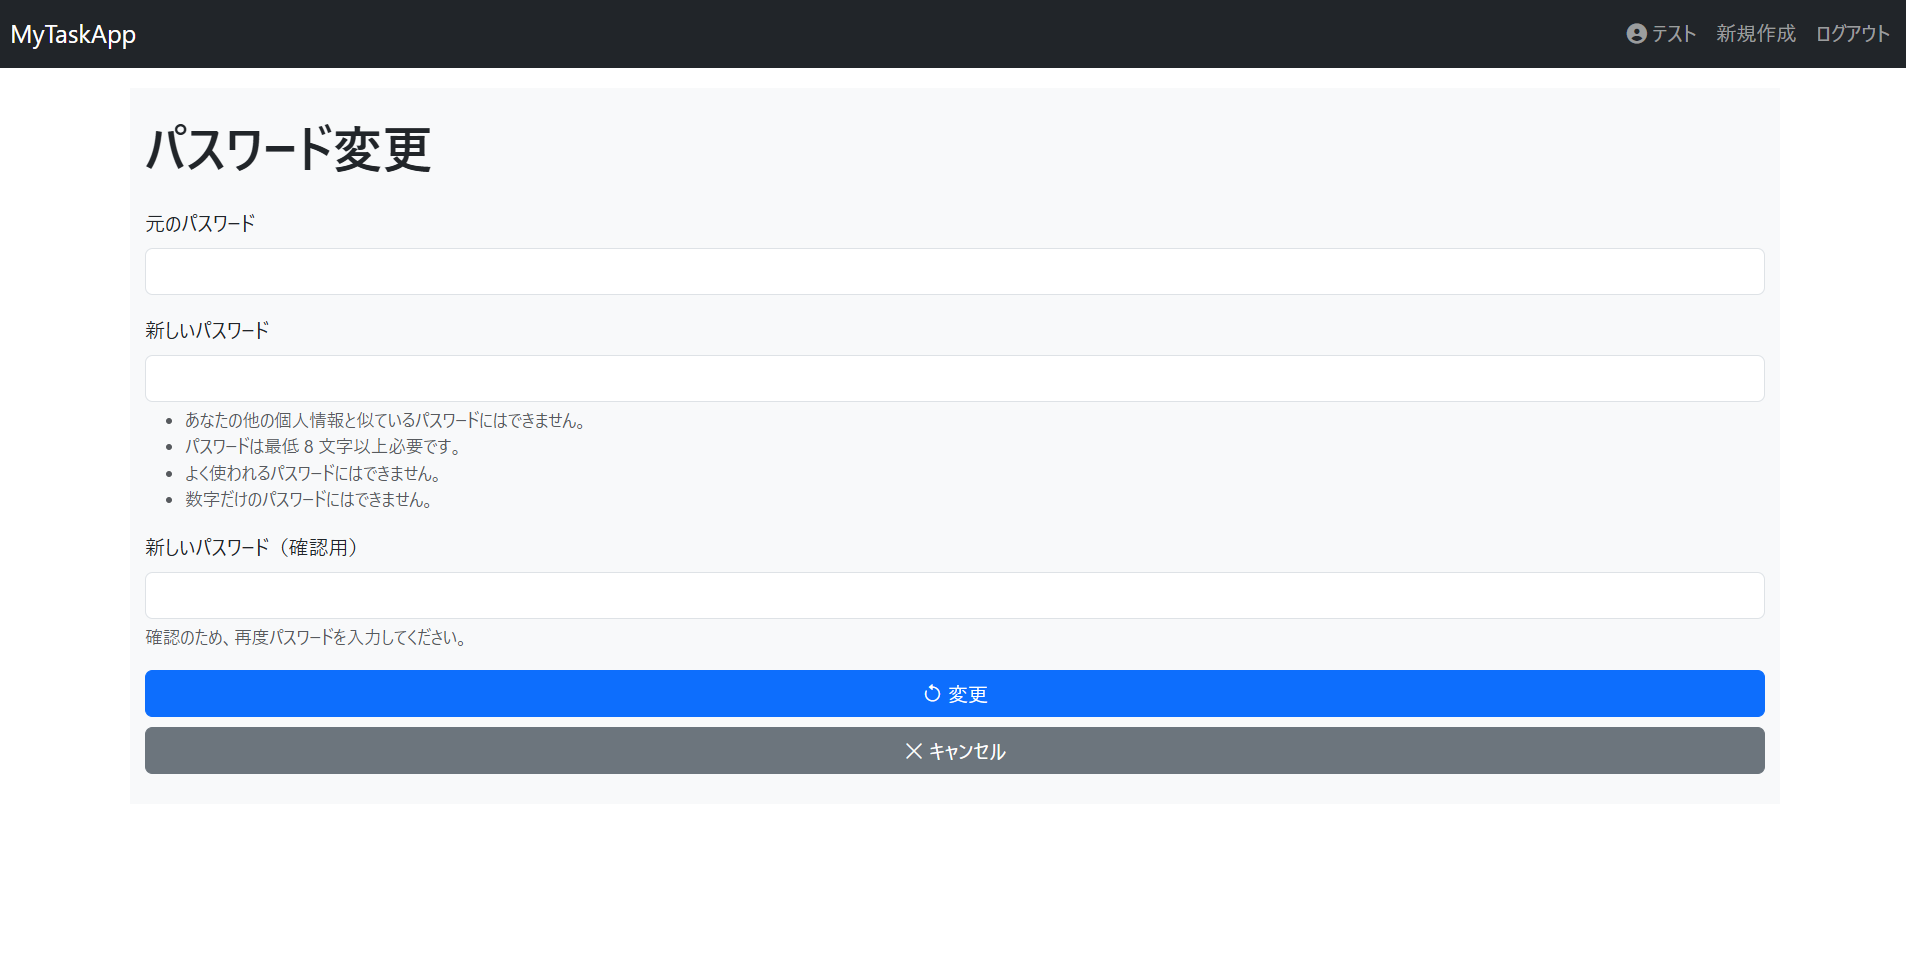 MyTaskApp
テスト 新規作成 ログアウト
パスワード変更
元のパスワード
新しいパスワード
あなたの他の個人情報と似ているパスワードにはできません。
パスワードは最低 8 文字以上必要です。
よく使われるパスワードにはできません。
数字だけのパスワードにはできません。
新しいパスワード（確認用）
確認のため、再度パスワードを入力してください。
変更
キャンセル